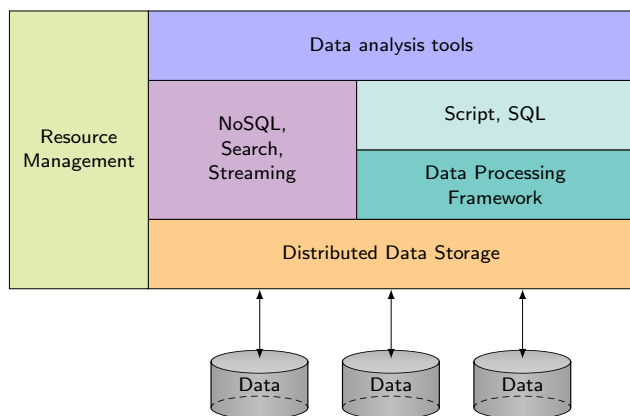 Data analysis tools
Resource
Management
NoSQL,
Search,
Streaming
Script, SQL
Data Processing
Framework
Distributed Data Storage
Data
Data
Data